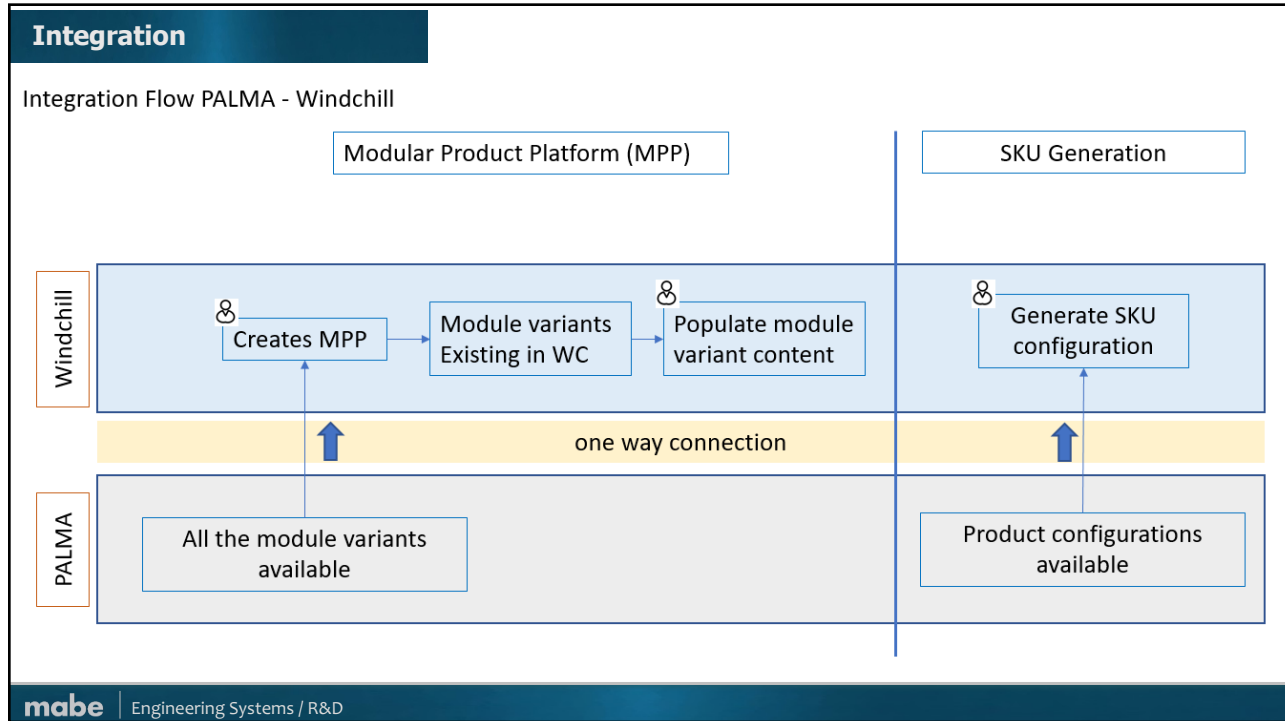 Integration
Integration Flow PALMA - Windchill
Modular Product Platform (MPP)
SKU Generation
Windchill
Creates MPP
Module variants
Existing in WC
Populate module
variant content
Generate SKU
configuration
one way connection
PALMA
All the module variants
available
Product configurations
available
mabe
Engineering Systems / R&D